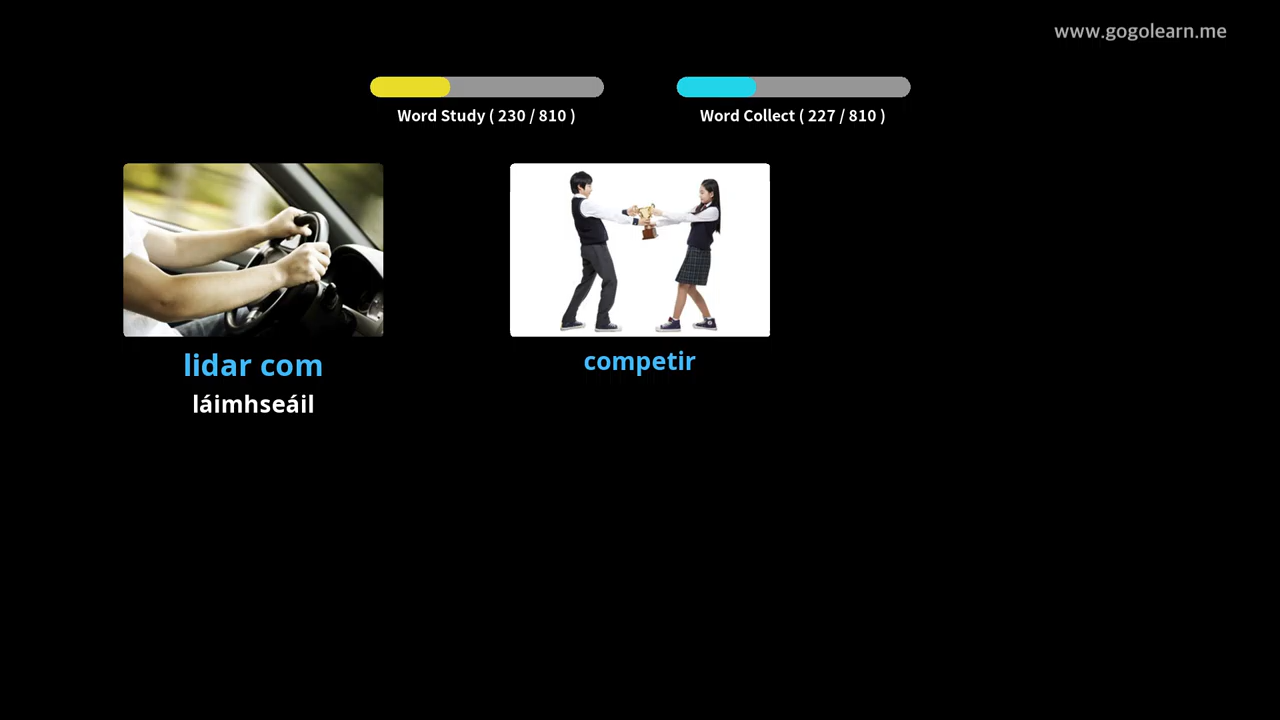 www.gogolearn.me
Word Study ( 230 / 810 )
Word Collect ( 227 / 810 )
lidar com
láimhseáil
competir